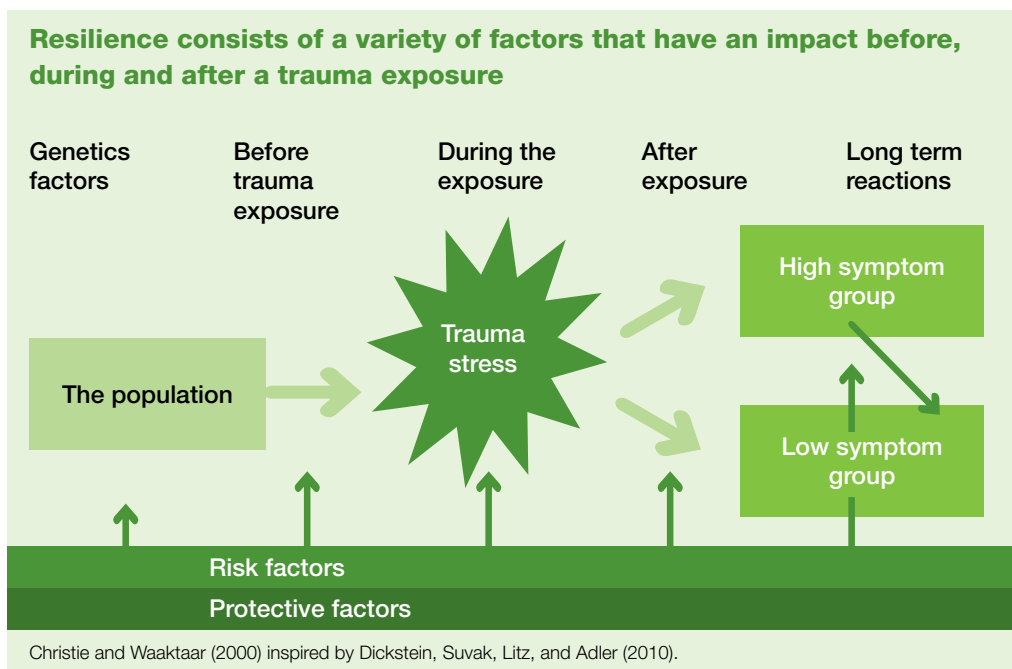 Resilience consists of a variety of factors that have an impact before,
during and after a trauma exposure
Genetics
factors
Before
trauma
exposure
During the
exposure
After
exposure
Long term
reactions
High symptom
group
Trauma
stress
The population
Low symptom
group
Risk factors
Protective factors
Christie and Waaktaar (2000) inspired by Dickstein, Suvak, Litz, and Adler (2010).